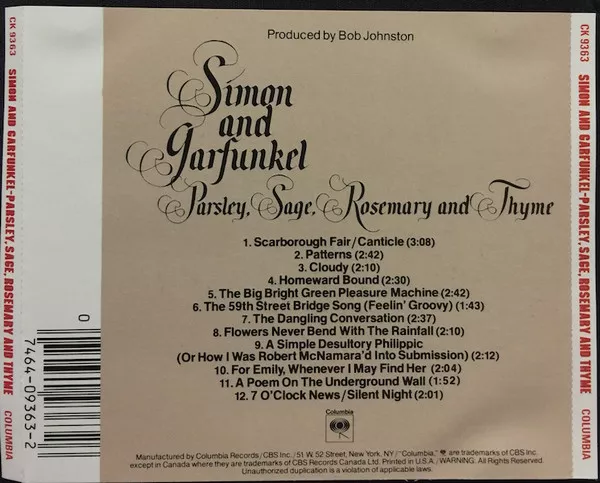 Produced by Bob Johnston
Simon
and
Garfunkel
Parsley, Sage, Rosemary and Thyme
1. Scarborough Fair/Canticle (3:08)
2. Patterns (2:42)
3. Cloudy (2:10)
4. Homeward Bound (2:30)
5. The Big Bright Green Pleasure Machine (2:42)
6. The 59th Street Bridge Song (Feelin' Groovy) (1:43)
7. The Dangling Conversation (2:37)
8. Flowers Never Bend With The Rainfall (2:10)
9. A Simple Desultory Philippic
(Or How I Was Robert McNamara'd Into Submission) (2:12)
10. For Emily, Whenever I May Find Her (2:04)
11. A Poem On The Underground Wall (1:52)
12. 7 O'Clock News/Silent Night (2:01)
Columbia
Manufactured by Columbia Records/CBS Inc./51 W. 52 Street, New York, NY/"Columbia," are trademarks of CBS Inc.
except in Canada where they are trademarks of CBS Records Canada Ltd. Printed in U.S.A./WARNING. All Rights Reserved.
Unauthorized duplication is a violation of applicable laws.
CK 9363 SIMON AND GARFUNKEL-PARSLEY, SAGE, ROSEMARY AND THYME COLUMBIA
0
7464-09363-2
CK 9363 SIMON AND GARFUNKEL-PARSLEY, SAGE, ROSEMARY AND THYME COLUMBIA